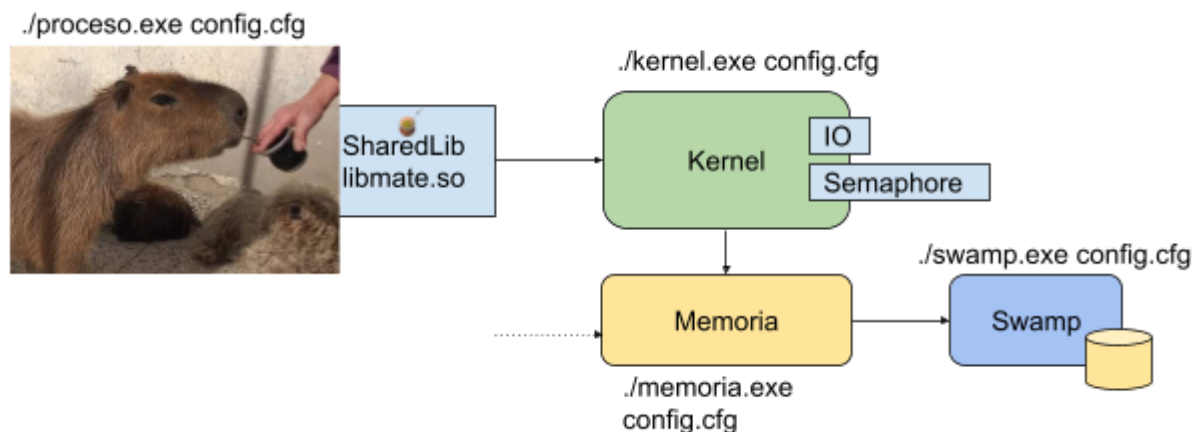 ./proceso.exe config.cfg
./kernel.exe config.cfg
SharedLib
libmate.so
Kernel
IO
Semaphore
./swamp.exe config.cfg
Memoria
Swamp
./memoria.exe
config.cfg